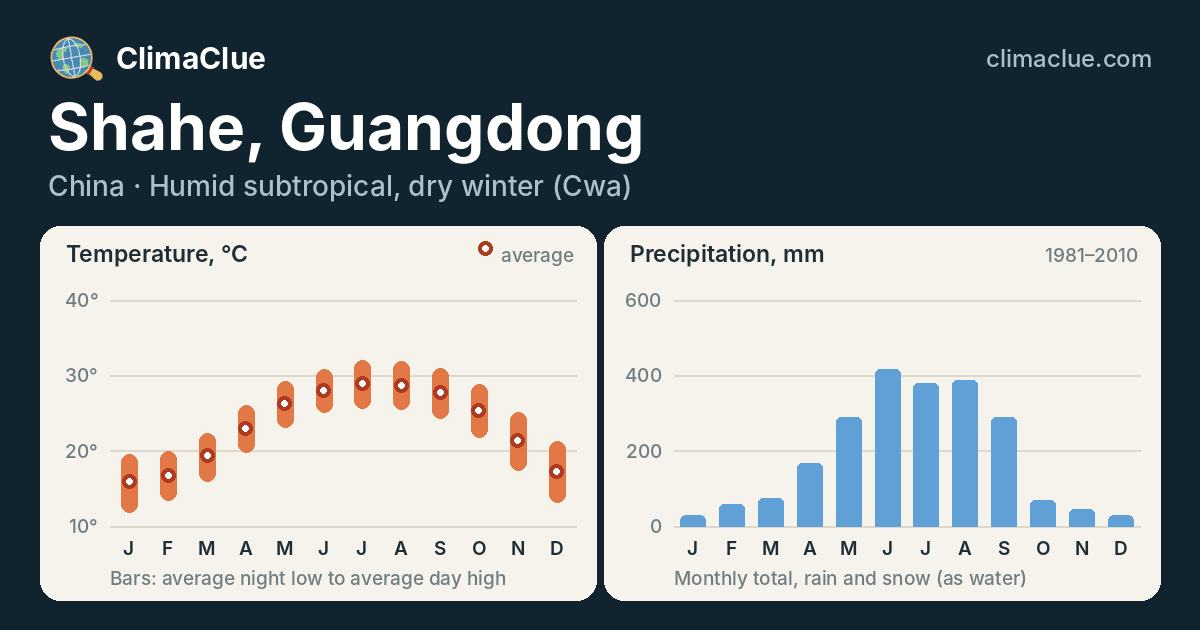 ClimaClue
climaclue.com
Shahe, Guangdong
China · Humid subtropical, dry winter (Cwa)
Temperature, °C
average
40°
30°
20°
10°
J F M A M J J A S O N D
Bars: average night low to average day high
Precipitation, mm
1981–2010
600
400
200
0
J F M A M J J A S O N D
Monthly total, rain and snow (as water)